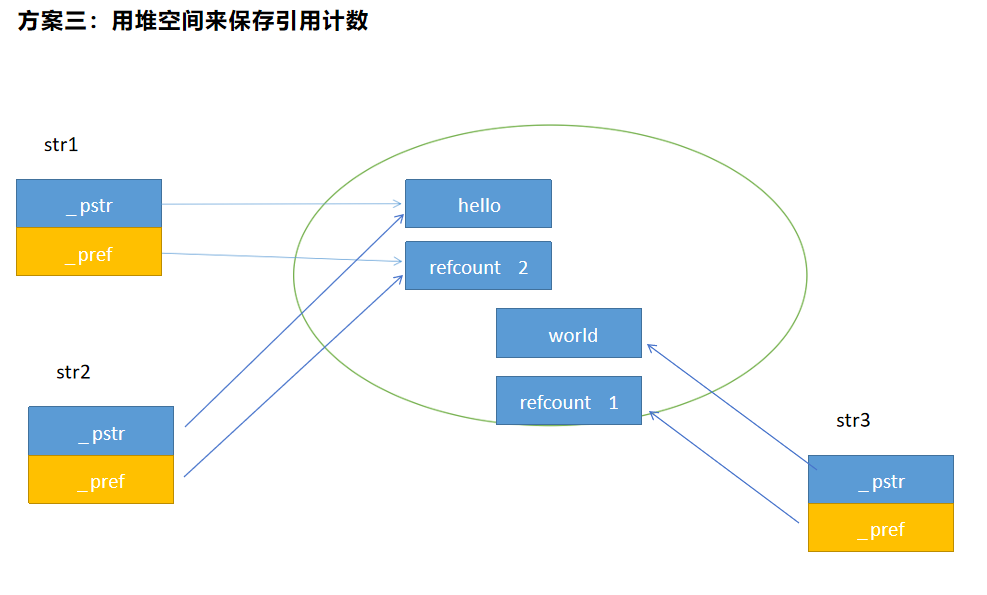 方案三：用堆空间来保存引用计数
str1
_pstr
_pref
hello
refcount 2
world
refcount 1
str2
_pstr
_pref
str3
_pstr
_pref